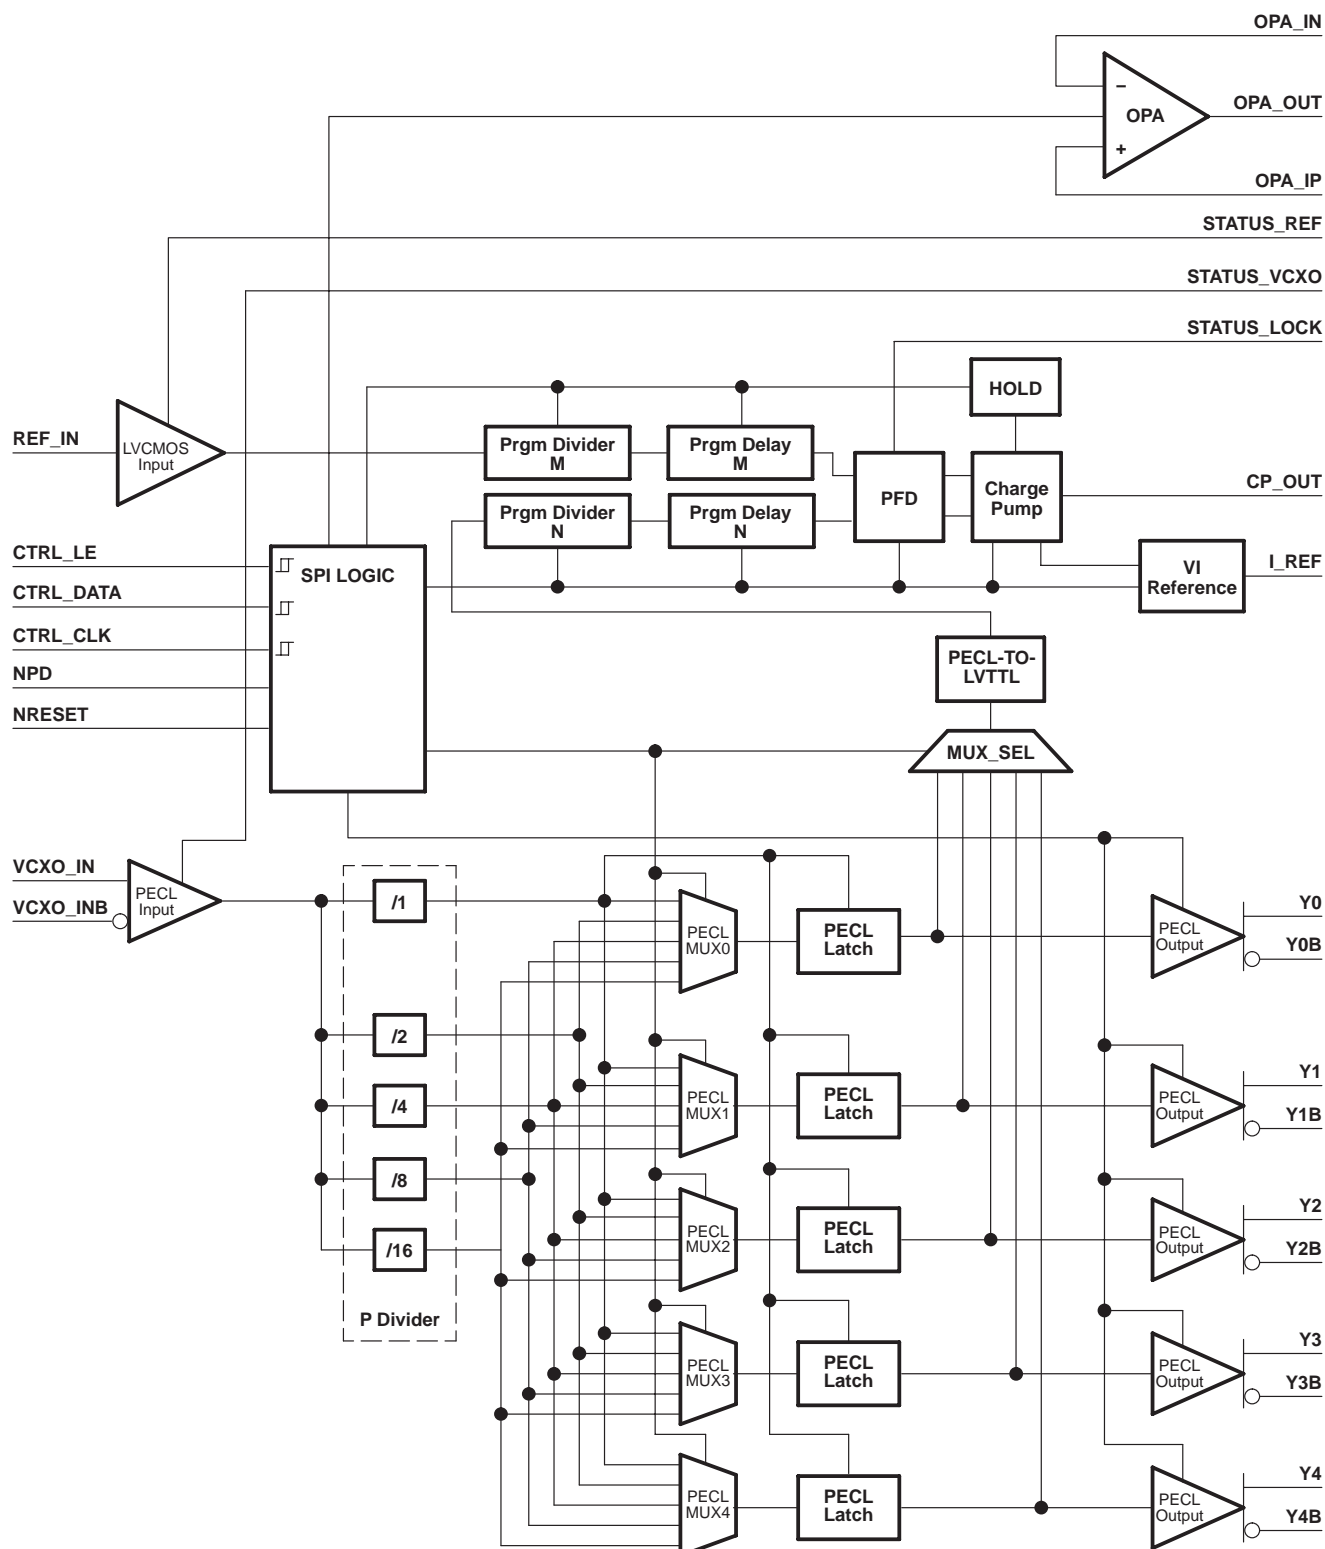 OPA_IN
−
OPA
OPA_OUT
+
OPA_IP
STATUS_REF
STATUS_VCXO
STATUS_LOCK
HOLD
REF_IN
LVCMOS
Input
Prgm Divider
M
Prgm Delay
M
PFD
Charge
Pump
CP_OUT
Prgm Divider
N
Prgm Delay
N
CTRL_LE
SPI LOGIC
VI
Reference
I_REF
CTRL_DATA
CTRL_CLK
NPD
NRESET
PECL-TO-
LVTTL
MUX_SEL
VCXO_IN
VCXO_INB
PECL
Input
/1
PECL
MUX0
PECL
Latch
PECL
Output
Y0
Y0B
/2
/4
PECL
MUX1
PECL
Latch
PECL
Output
Y1
Y1B
/8
/16
P Divider
PECL
MUX2
PECL
Latch
PECL
Output
Y2
Y2B
PECL
MUX3
PECL
Latch
PECL
Output
Y3
Y3B
PECL
MUX4
PECL
Latch
PECL
Output
Y4
Y4B